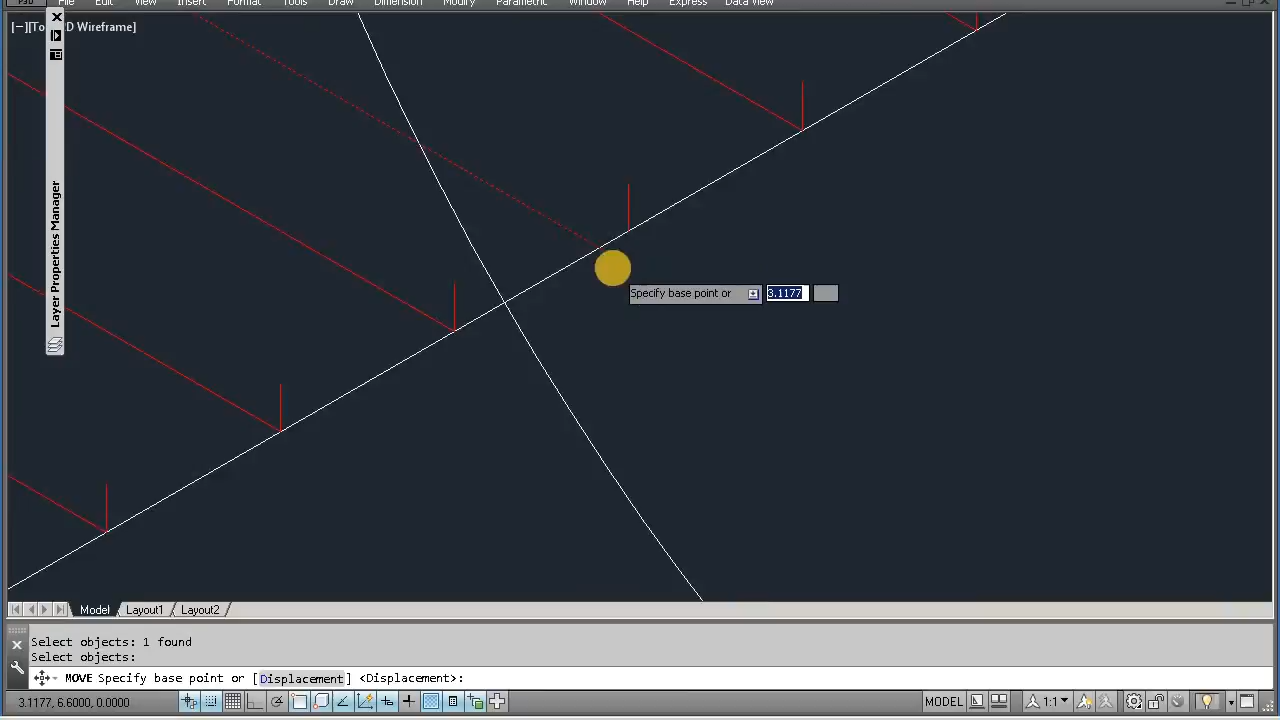 File Edit View Insert Format Tools Draw Dimension Modify Parametric Window Help Express Data View
[−][To D Wireframe]
Layer Properties Manager
Specify base point or 3.1177
Model Layout1 Layout2
Select objects: 1 found
Select objects:
MOVE Specify base point or [Displacement] <Displacement>:
3.1177, 6.6000, 0.0000 MODEL 1:1